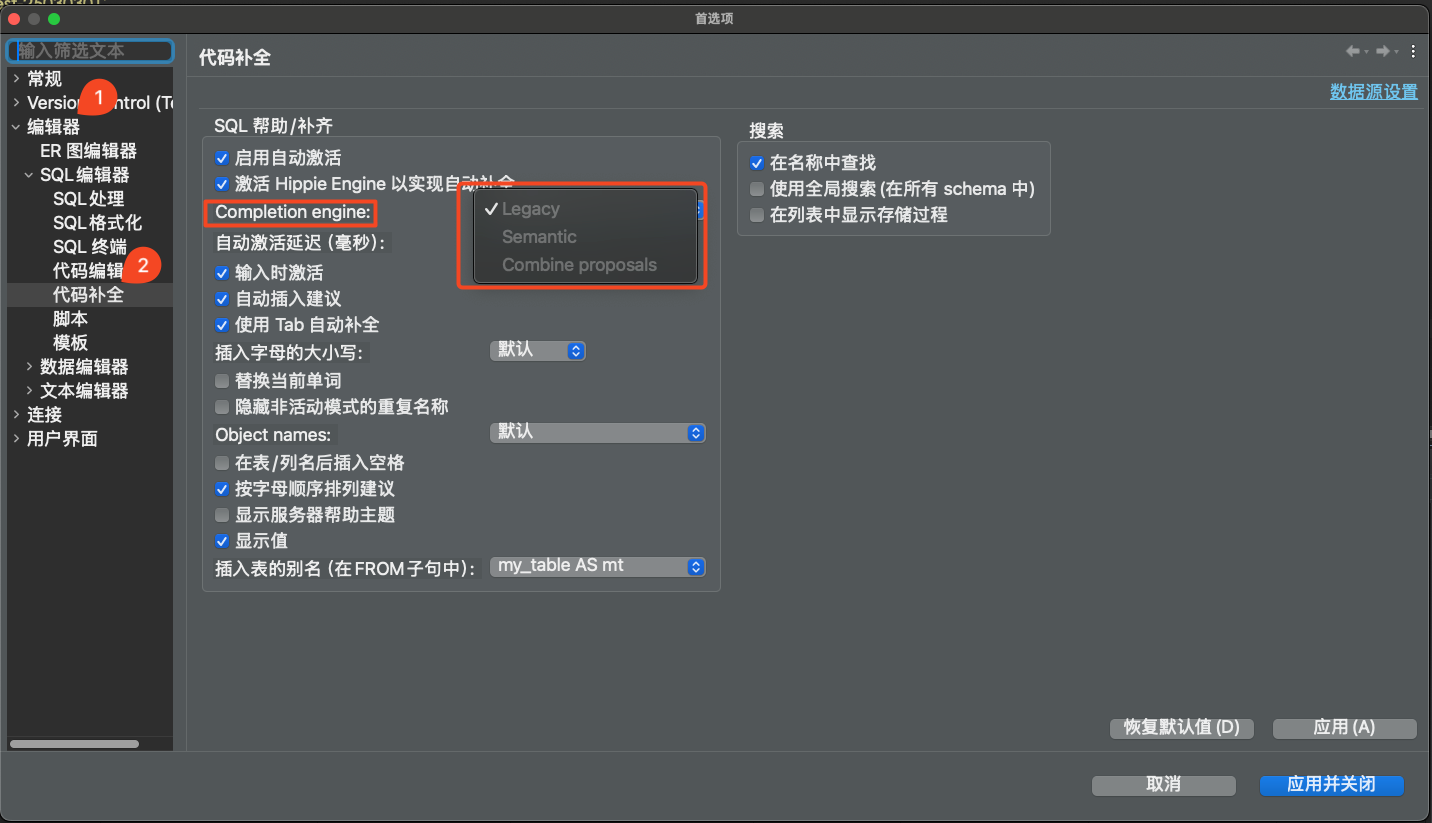 首选项
输入筛选文本
常规
Versio
ntrol (Te
编辑器
ER 图编辑器
SQL 编辑器
SQL 处理
SQL 格式化
SQL 终端
代码编辑
代码补全
脚本
模板
数据编辑器
文本编辑器
连接
用户界面
1
2
代码补全
数据源设置
SQL 帮助/补齐
启用自动激活
激活 Hippie Engine 以实现自动补全
Completion engine:
Legacy
Semantic
Combine proposals
自动激活延迟 (毫秒):
输入时激活
自动插入建议
使用 Tab 自动补全
插入字母的大小写:
默认
替换当前单词
隐藏非活动模式的重复名称
Object names:
默认
在表/列名后插入空格
按字母顺序排列建议
显示服务器帮助主题
显示值
插入表的别名 (在FROM子句中):
my_table AS mt
搜索
在名称中查找
使用全局搜索 (在所有 schema 中)
在列表中显示存储过程
恢复默认值 (D)
应用 (A)
取消
应用并关闭